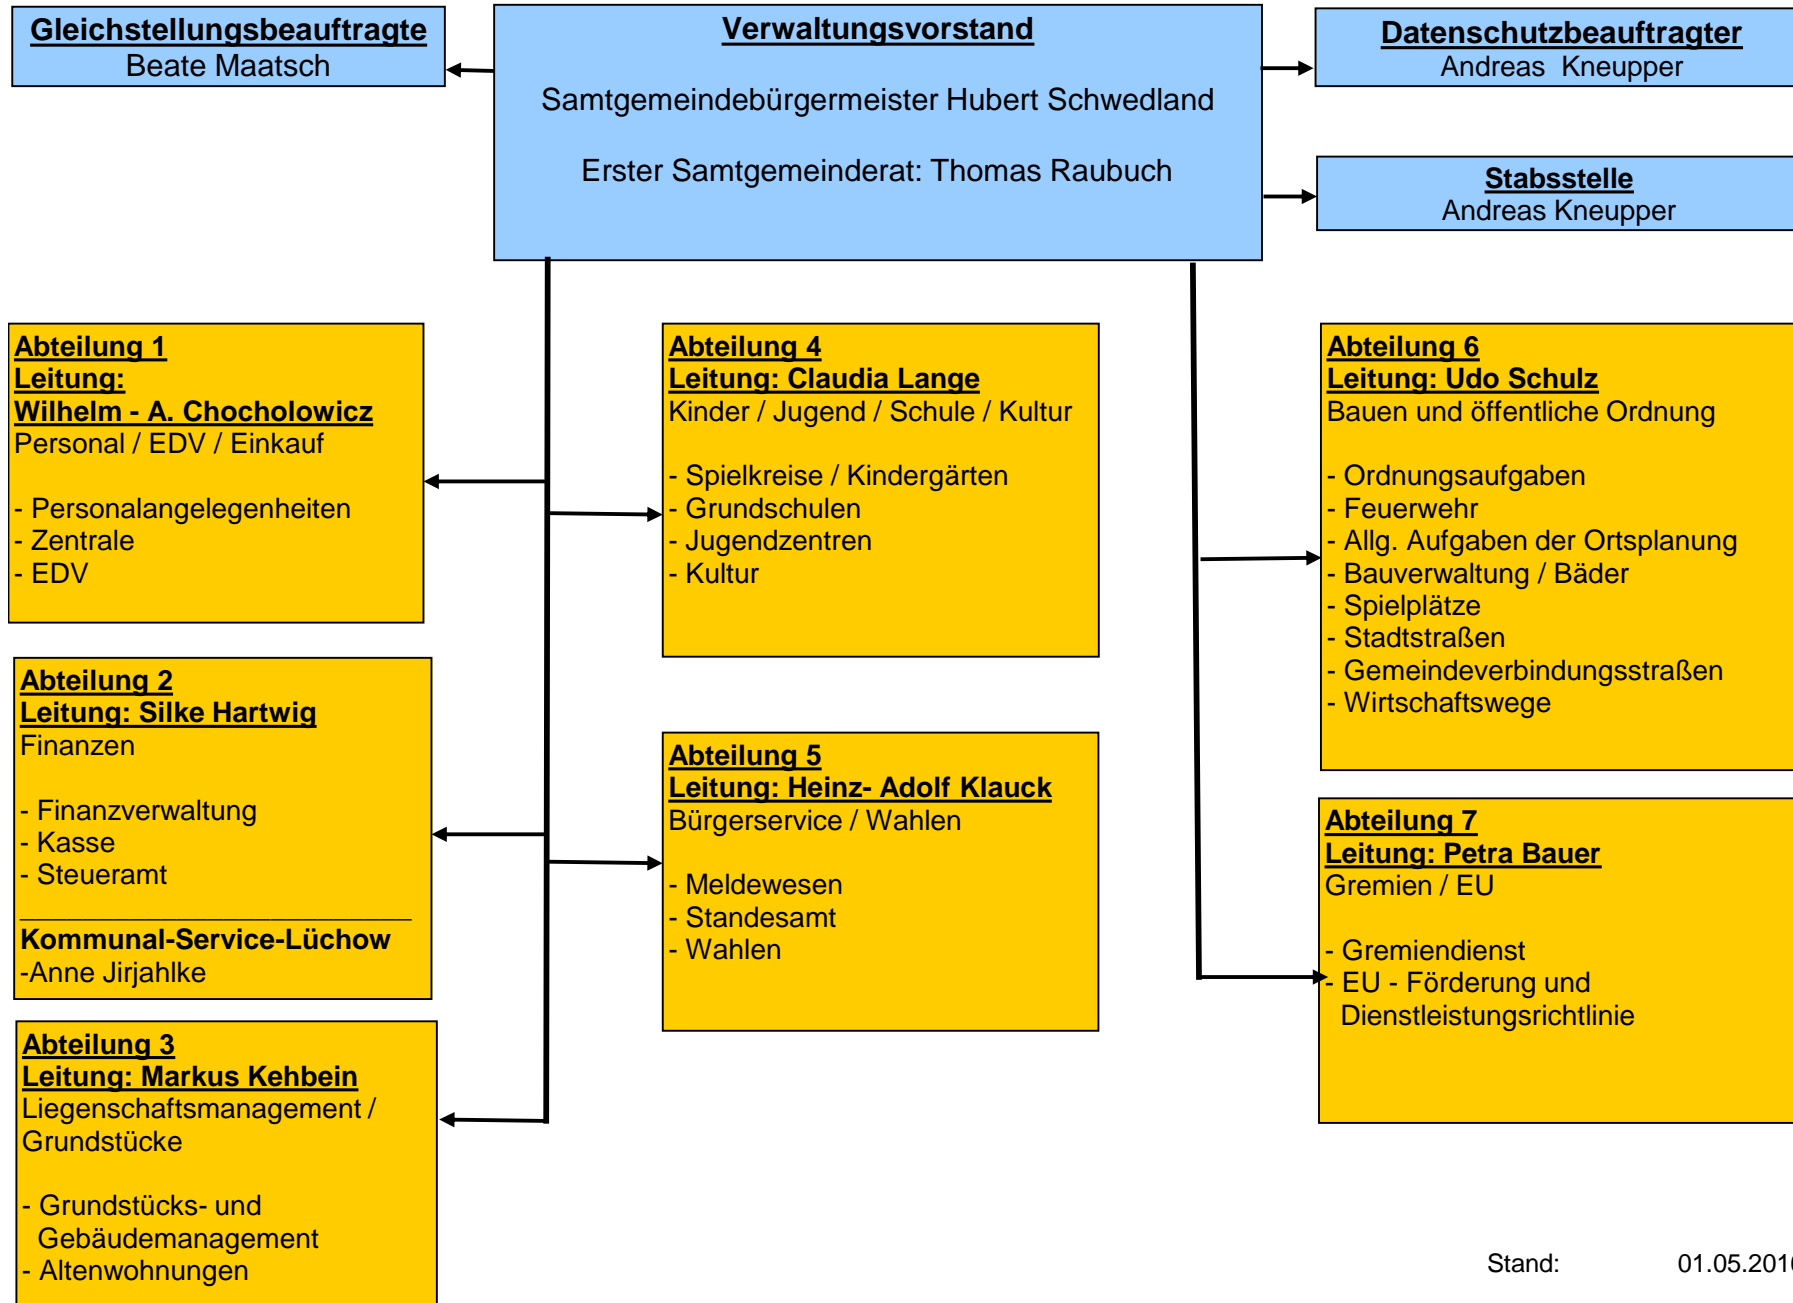 Gleichstellungsbeauftragte
Beate Maatsch
Verwaltungsvorstand
Samtgemeindebürgermeister Hubert Schwedland
Erster Samtgemeinderat: Thomas Raubuch
Datenschutzbeauftragter
Andreas Kneupper
Stabsstelle
Andreas Kneupper
Abteilung 1
Leitung:
Wilhelm - A. Chocholowicz
Personal / EDV / Einkauf
- Personalangelegenheiten
- Zentrale
- EDV
Abteilung 2
Leitung: Silke Hartwig
Finanzen
- Finanzverwaltung
- Kasse
- Steueramt
Kommunal-Service-Lüchow
-Anne Jirjahlke
Abteilung 3
Leitung: Markus Kehbein
Liegenschaftsmanagement /
Grundstücke
- Grundstücks- und
Gebäudemanagement
- Altenwohnungen
Abteilung 4
Leitung: Claudia Lange
Kinder / Jugend / Schule / Kultur
- Spielkreise / Kindergärten
- Grundschulen
- Jugendzentren
- Kultur
Abteilung 5
Leitung: Heinz- Adolf Klauck
Bürgerservice / Wahlen
- Meldewesen
- Standesamt
- Wahlen
Abteilung 6
Leitung: Udo Schulz
Bauen und öffentliche Ordnung
- Ordnungsaufgaben
- Feuerwehr
- Allg. Aufgaben der Ortsplanung
- Bauverwaltung / Bäder
- Spielplätze
- Stadtstraßen
- Gemeindeverbindungsstraßen
- Wirtschaftswege
Abteilung 7
Leitung: Petra Bauer
Gremien / EU
- Gremiendienst
- EU - Förderung und
Dienstleistungsrichtlinie
Stand: 01.05.2010